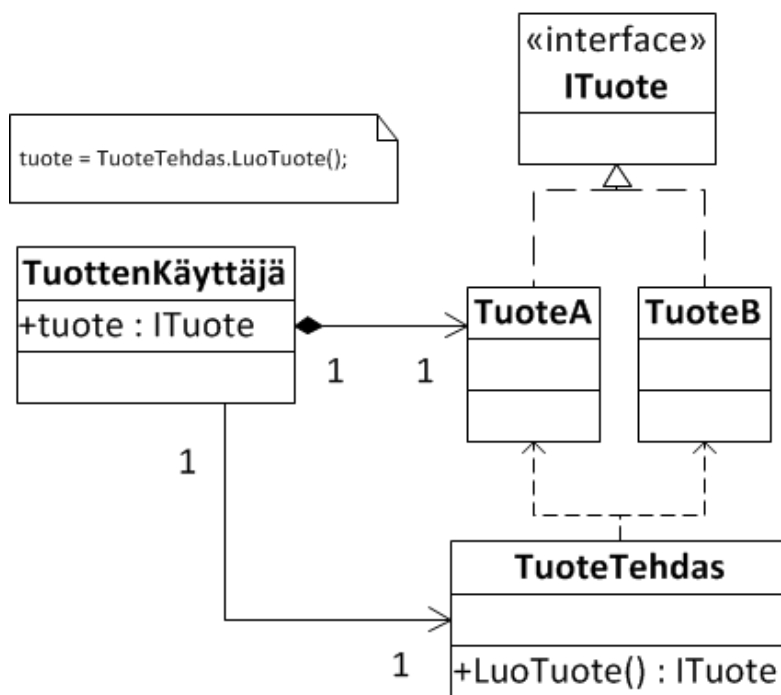 «interface»
ITuote
tuote = TuoteTehdas.LuoTuote();
TuottenKäyttäjä
+tuote : ITuote
TuoteA
TuoteB
1
1
1
TuoteTehdas
1
+LuoTuote() : ITuote